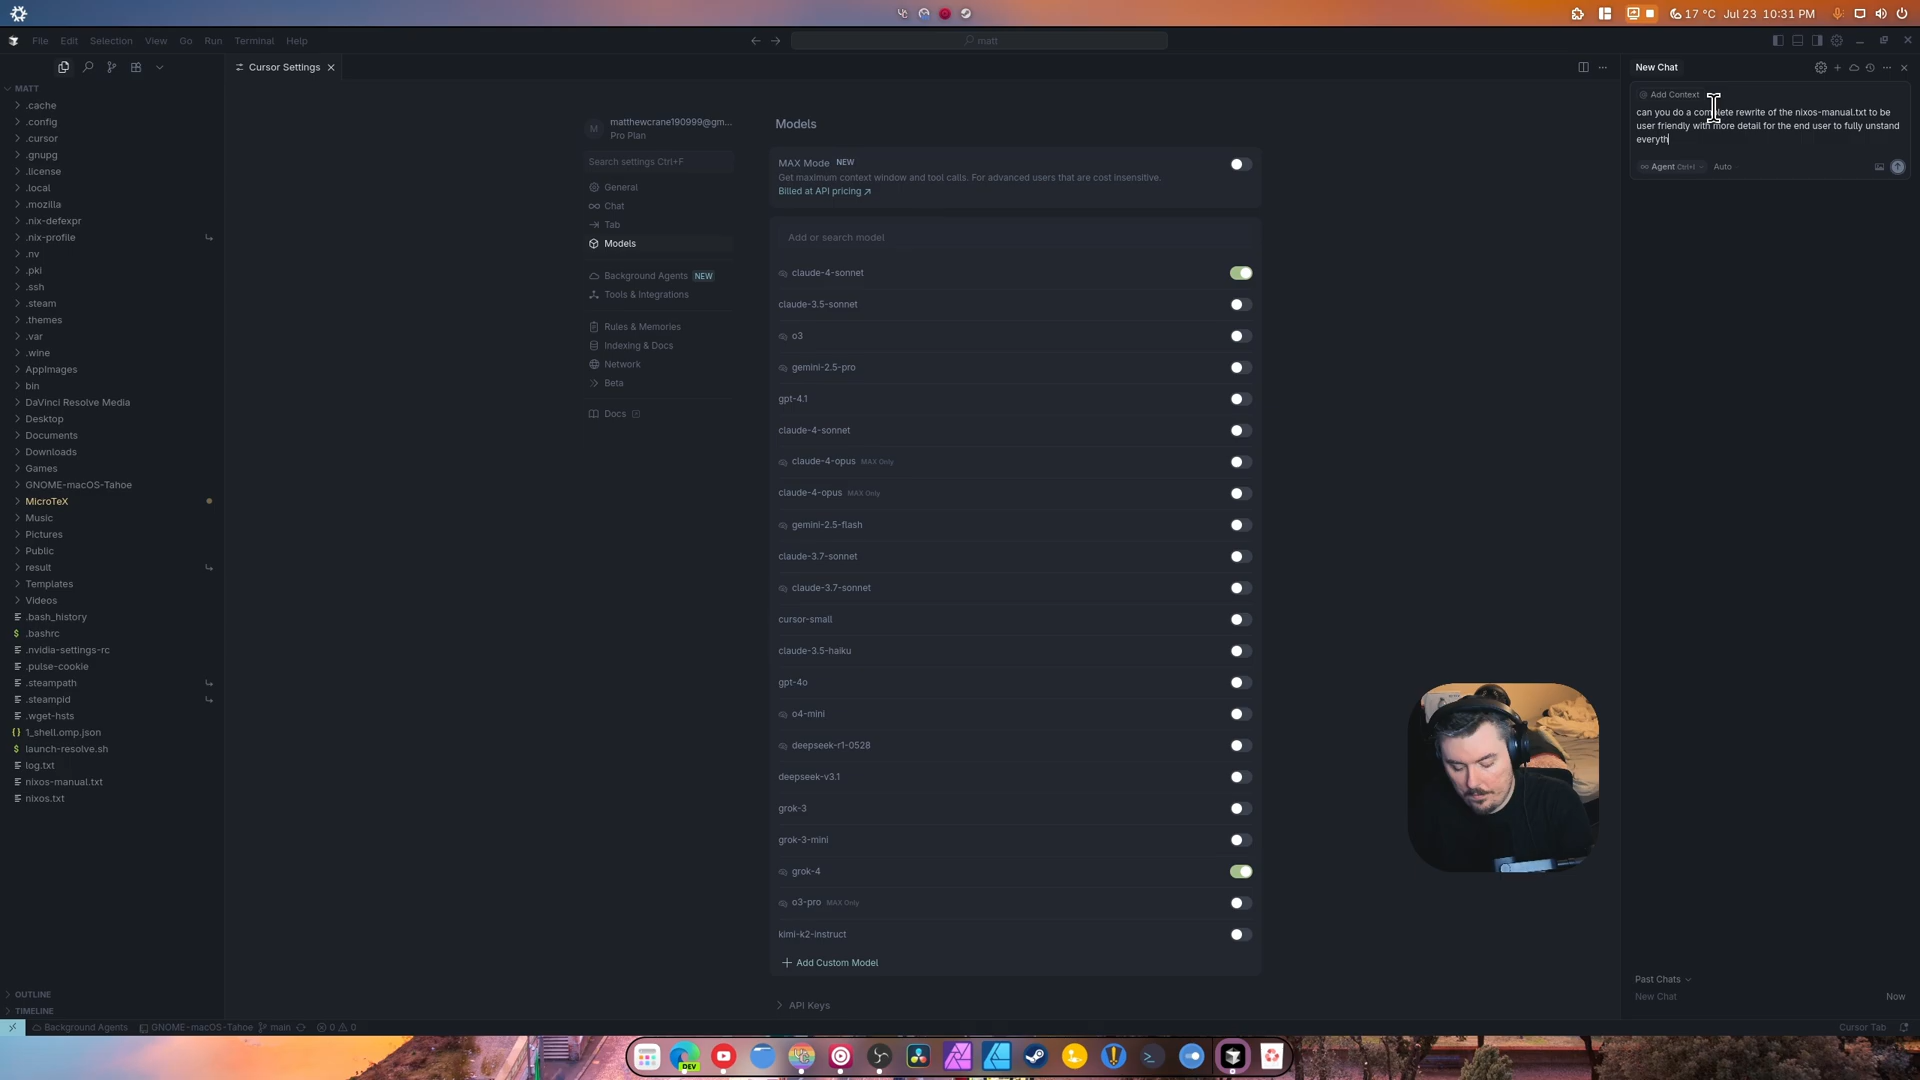 17 °C Jul 23 10:31 PM
File Edit Selection View Go Run Terminal Help
matt
Cursor Settings
New Chat
MATT
.cache
.config
.cursor
.gnupg
.license
.local
.mozilla
.nix-defexpr
.nix-profile
.nv
.pki
.ssh
.steam
.themes
.var
.wine
AppImages
bin
DaVinci Resolve Media
Desktop
Documents
Downloads
Games
GNOME-macOS-Tahoe
MicroTeX
Music
Pictures
Public
result
Templates
Videos
.bash_history
.bashrc
.nvidia-settings-rc
.pulse-cookie
.steampath
.steampid
.wget-hsts
1_shell.omp.json
launch-resolve.sh
log.txt
nixos-manual.txt
nixos.txt
OUTLINE
TIMELINE
M
matthewcrane190999@gm...
Pro Plan
Search settings Ctrl+F
General
Chat
Tab
Models
Background Agents NEW
Tools & Integrations
Rules & Memories
Indexing & Docs
Network
Beta
Docs
Models
MAX Mode NEW
Get maximum context window and tool calls. For advanced users that are cost insensitive.
Billed at API pricing
Add or search model
claude-4-sonnet
claude-3.5-sonnet
o3
gemini-2.5-pro
gpt-4.1
claude-4-sonnet
claude-4-opus MAX Only
claude-4-opus MAX Only
gemini-2.5-flash
claude-3.7-sonnet
claude-3.7-sonnet
cursor-small
claude-3.5-haiku
gpt-4o
o4-mini
deepseek-r1-0528
deepseek-v3.1
grok-3
grok-3-mini
grok-4
o3-pro MAX Only
kimi-k2-instruct
Add Custom Model
API Keys
Add Context
can you do a complete rewrite of the nixos-manual.txt to be
user friendly with more detail for the end user to fully unstand
everyth
Agent Ctrl+I Auto
Past Chats
New Chat Now
Background Agents GNOME-macOS-Tahoe main 0 0
Cursor Tab
DEV